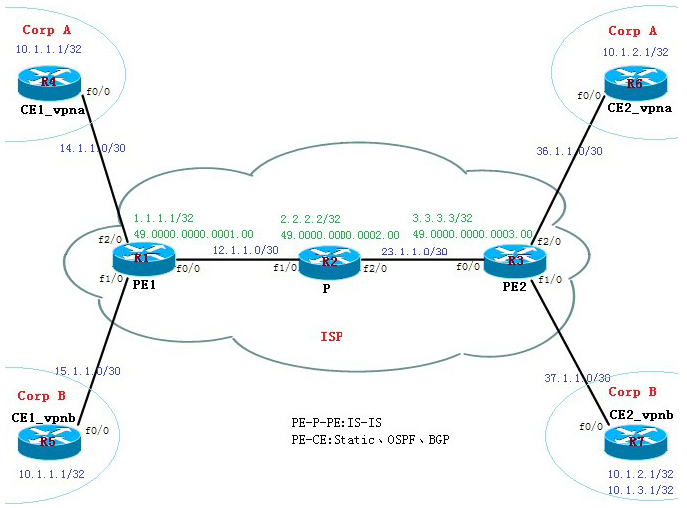 Corp A
10.1.1.1/32
R4
f0/0
CE1_vpna
14.1.1.0/30
Corp A
10.1.2.1/32
R6
f0/0
CE2_vpna
36.1.1.0/30
1.1.1.1/32
49.0000.0000.0001.00
2.2.2.2/32
49.0000.0000.0002.00
3.3.3.3/32
49.0000.0000.0003.00
f2/0
R1
f0/0
f1/0
PE1
12.1.1.0/30
f1/0
R2
f2/0
P
23.1.1.0/30
f0/0
R3
f2/0
f1/0
PE2
ISP
15.1.1.0/30
Corp B
CE1_vpnb
R5
f0/0
10.1.1.1/32
37.1.1.0/30
Corp B
CE2_vpnb
f0/0
R7
10.1.2.1/32
10.1.3.1/32
PE-P-PE:IS-IS
PE-CE:Static、OSPF、BGP